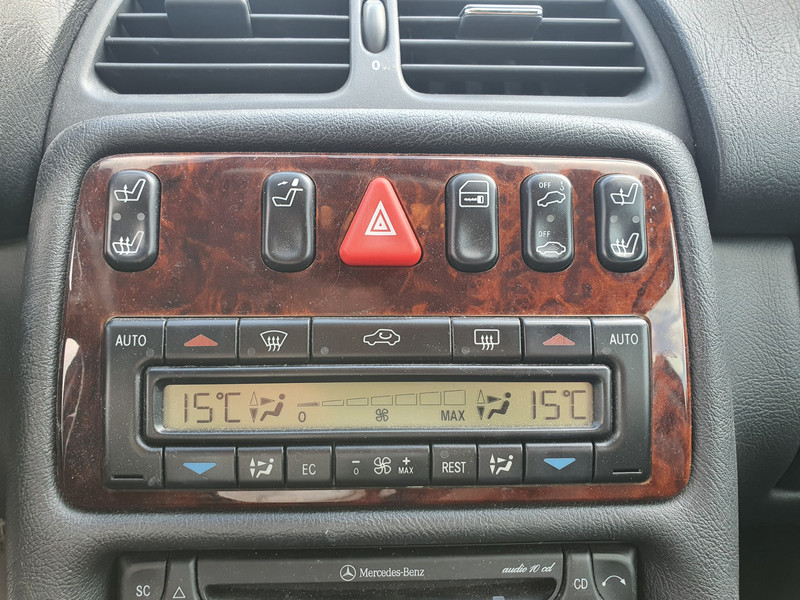 0
OFF
OFF
AUTO
AUTO
15°C 0 MAX 15°C
EC
- 0
+ MAX
REST
Mercedes-Benz
audio 10 cd
SC
CD